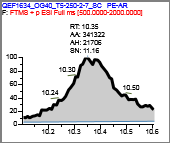 QEF1634_OG40_T5-250-2-7_SC PE-AR
F: FTMS + p ESI Full ms [500.0000-2000.0000]
RT: 10.35
AA: 341322
AH: 21706
SN: 11.16
100
80
60
40
20
0
10.24
10.30
10.50
10.2
10.3
10.4
10.5
10.6